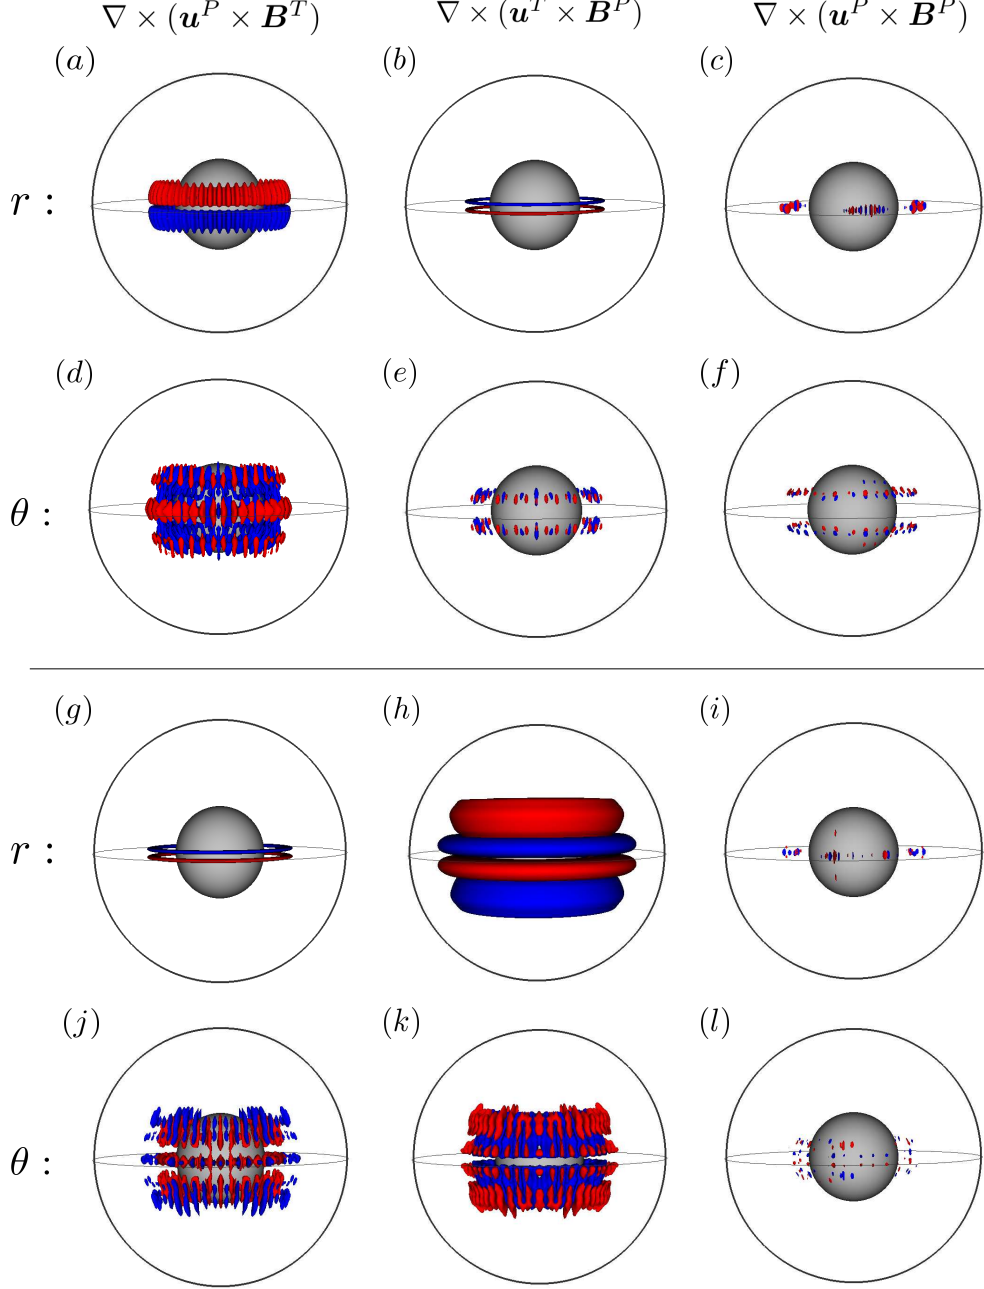 ∇ × (u^P × B^T) ∇ × (u^T × B^P) ∇ × (u^P × B^P)
(a) (b) (c)
r :
(d) (e) (f)
θ :
(g) (h) (i)
r :
(j) (k) (l)
θ :